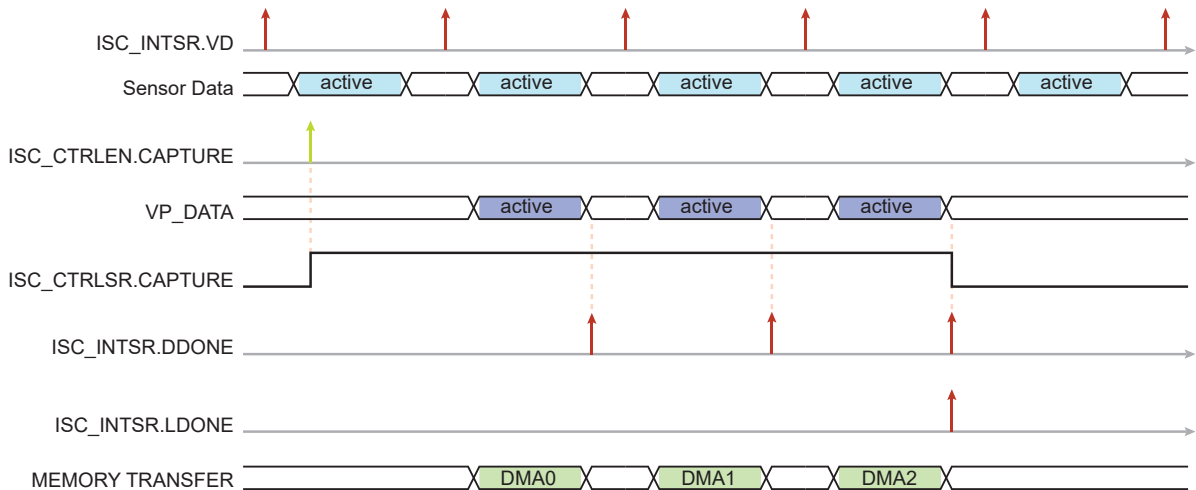 ISC_INTSR.VD
Sensor Data active active active active active
ISC_CTRLEN.CAPTURE
VP_DATA active active active
ISC_CTRLSR.CAPTURE
ISC_INTSR.DDONE
ISC_INTSR.LDONE
MEMORY TRANSFER DMA0 DMA1 DMA2